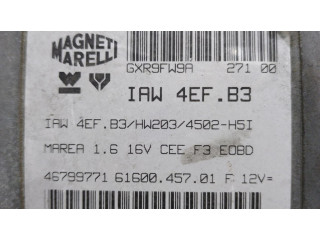 MAGNETI
MARELLI
GXR9FW9A 271 00
IAW 4EF.B3
IAW 4EF.B3/HW203/4502-H5I
MAREA 1.6 16V CEE F3 EOBD
46799771 61600.457.01 F 12V=